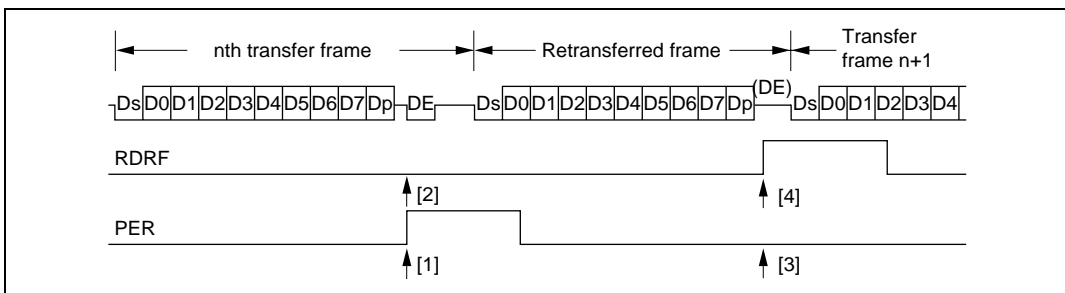 nth transfer frame
Retransferred frame
Transfer
frame n+1
Ds D0 D1 D2 D3 D4 D5 D6 D7 Dp DE Ds D0 D1 D2 D3 D4 D5 D6 D7 Dp (DE) Ds D0 D1 D2 D3 D4
RDRF
[2] [4]
PER
[1] [3]